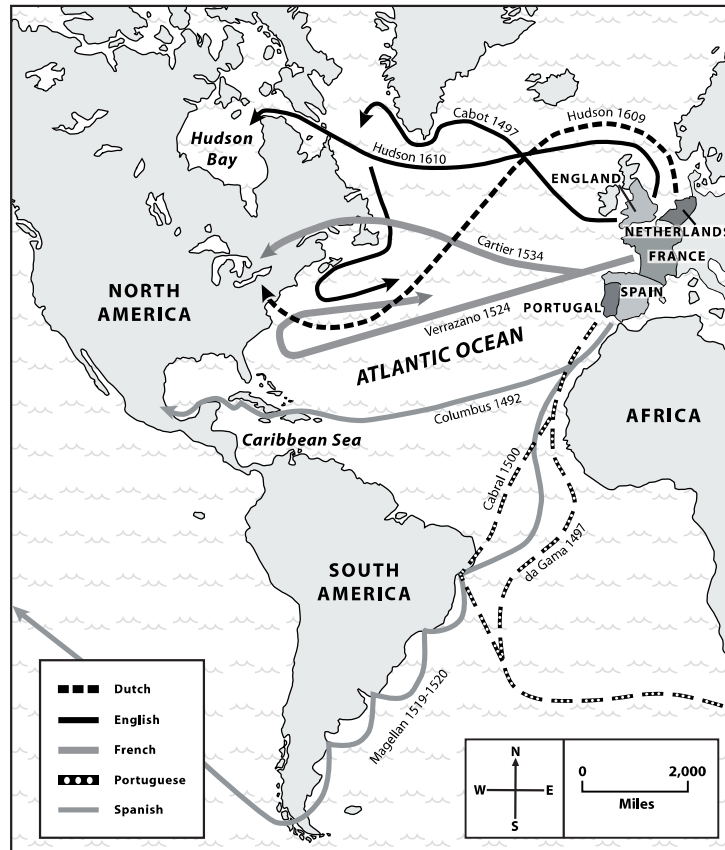 Hudson
Bay
Hudson 1610
Cabot 1497
Hudson 1609
ENGLAND
NETHERLANDS
FRANCE
Cartier 1534
NORTH
AMERICA
Verrazano 1524
PORTUGAL
SPAIN
ATLANTIC OCEAN
Columbus 1492
Caribbean Sea
AFRICA
Cabral 1500
da Gama 1497
SOUTH
AMERICA
Magellan 1519-1520
Dutch
English
French
Portuguese
Spanish
N
W
E
S
0
2,000
Miles